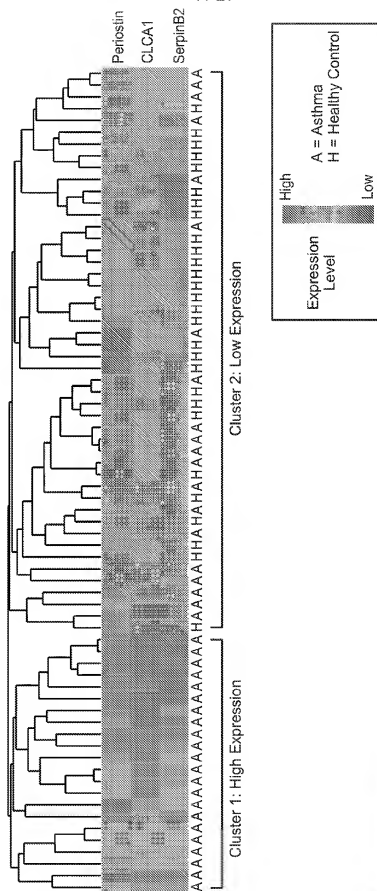 Periostin
CLCA1
SerpinB2
Cluster 1: High Expression
Cluster 2: Low Expression
Expression
Level
High
Low
A = Asthma
H = Healthy Control